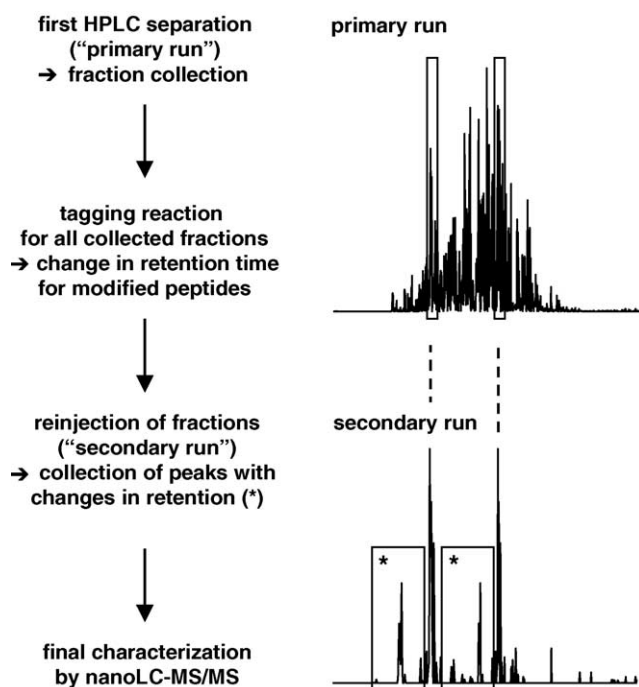 first HPLC separation
(“primary run”)
➔ fraction collection
tagging reaction
for all collected fractions
➔ change in retention time
for modified peptides
reinjection of fractions
(“secondary run”)
➔ collection of peaks with
changes in retention (*)
final characterization
by nanoLC-MS/MS
primary run
secondary run
* *